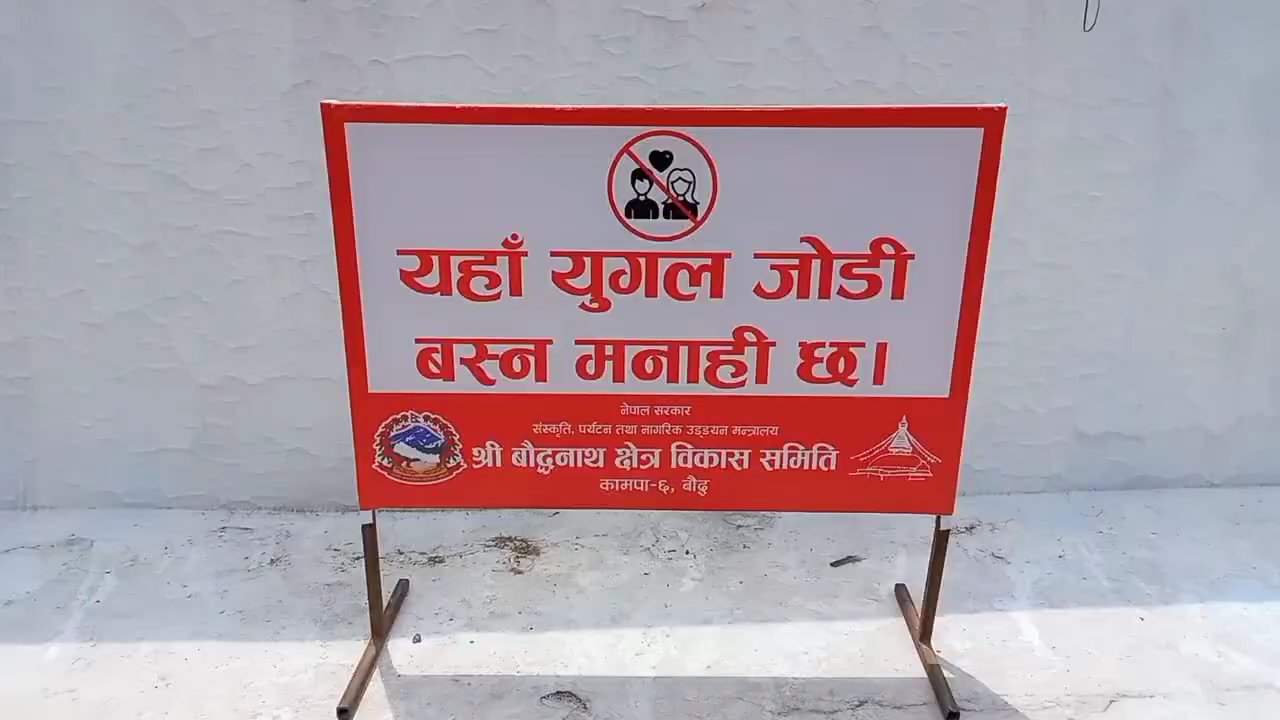 यहाँ युगल जोडी
बस्न मनाही छ।
नेपाल सरकार
संस्कृति, पर्यटन तथा नागरिक उड्डयन मन्त्रालय
श्री बौद्धनाथ क्षेत्र विकास समिति
कामपा-६, बौद्ध